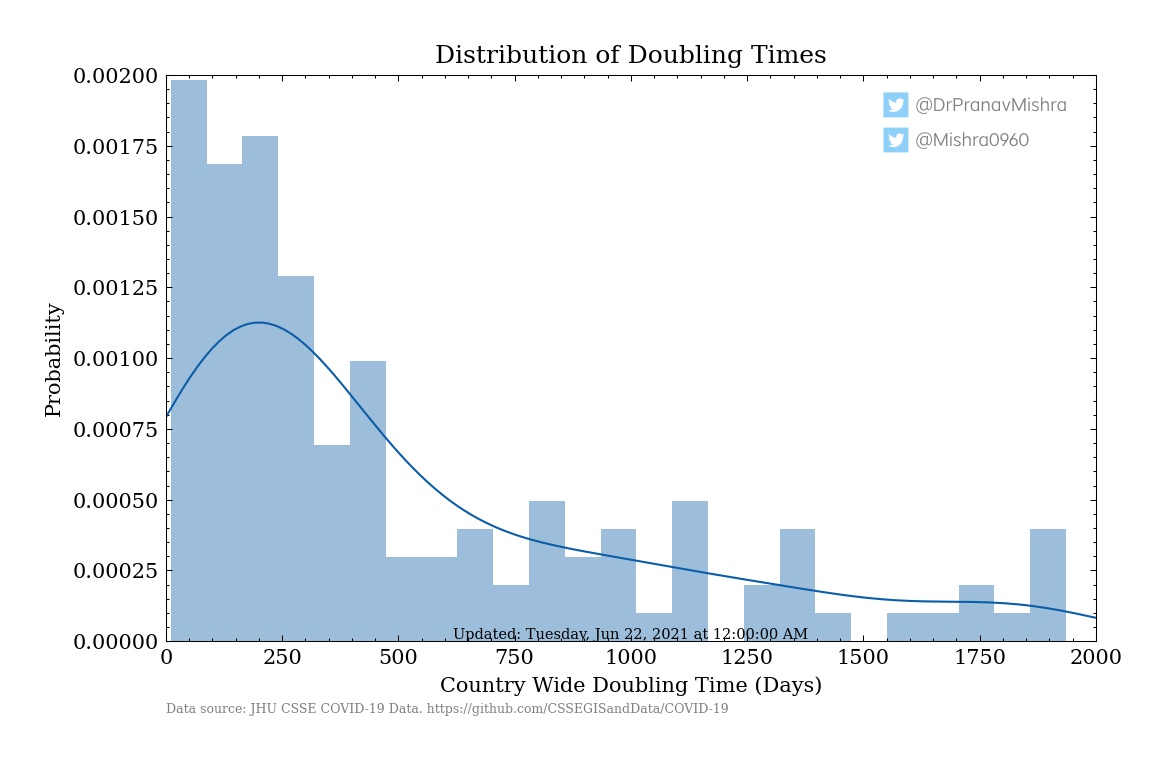 Distribution of Doubling Times
@DrPranavMishra
@Mishra0960
Probability
0.00200
0.00175
0.00150
0.00125
0.00100
0.00075
0.00050
0.00025
0.00000
Updated: Tuesday, Jun 22, 2021 at 12:00:00 AM
0 250 500 750 1000 1250 1500 1750 2000
Country Wide Doubling Time (Days)
Data source: JHU CSSE COVID-19 Data. https://github.com/CSSEGISandData/COVID-19